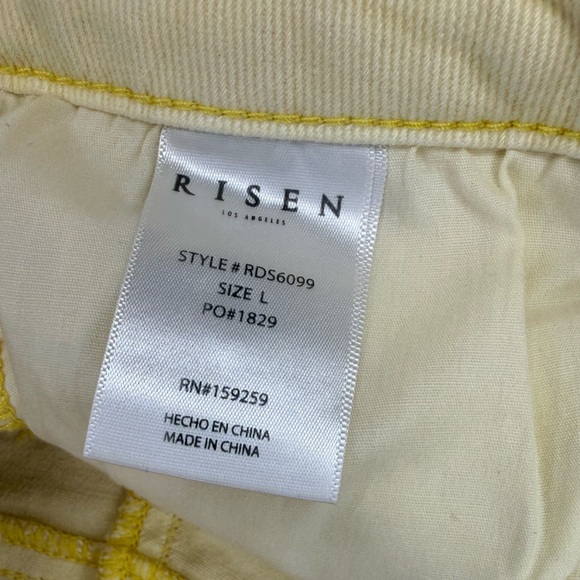 RISEN
LOS ANGELES
STYLE # RDS6099
SIZE L
PO#1829
RN#159259
HECHO EN CHINA
MADE IN CHINA